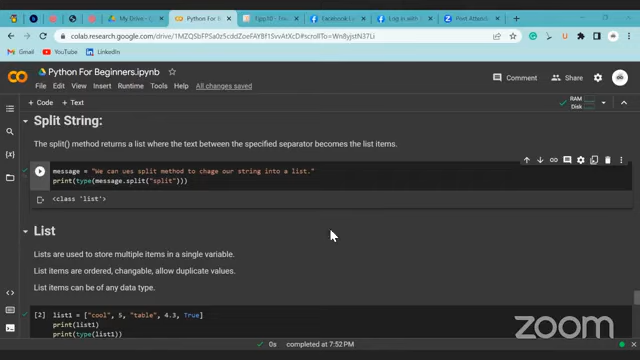 My Drive - Google
Python For Beginners
Tipp10
Facebook
Log in with
colab.research.google.com/drive/
Gmail
YouTube
LinkedIn
Python For Beginners.ipynb
Comment
Share
File Edit View Insert Runtime Tools Help All changes saved
+ Code + Text
RAM
Disk
Split String:
The split() method returns a list where the text between the specified separator becomes the list items.
message = "We can ues split method to chage our string into a list."
print(type(message.split("split")))
<class 'list'>
List
Lists are used to store multiple items in a single variable.
List items are ordered, changable, allow duplicate values.
List items can be of any data type.
[2] list1 = ["cool", 5, "table", 4.3, True]
print(list1)
print(type(list1))
0s completed at 7:52 PM
zoom